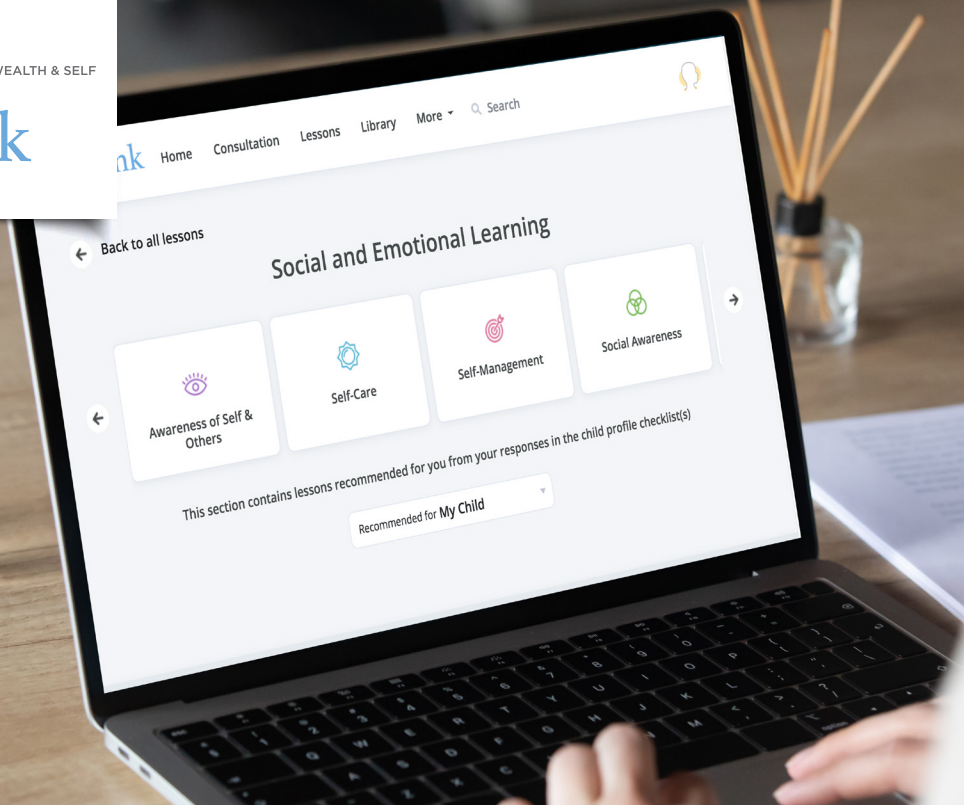 WEALTH & SELF
k
nk Home Consultation Lessons Library More Search
Back to all lessons
Social and Emotional Learning
Awareness of Self &
Others
Self-Care
Self-Management
Social Awareness
This section contains lessons recommended for you from your responses in the child profile checklist(s)
Recommended for My Child